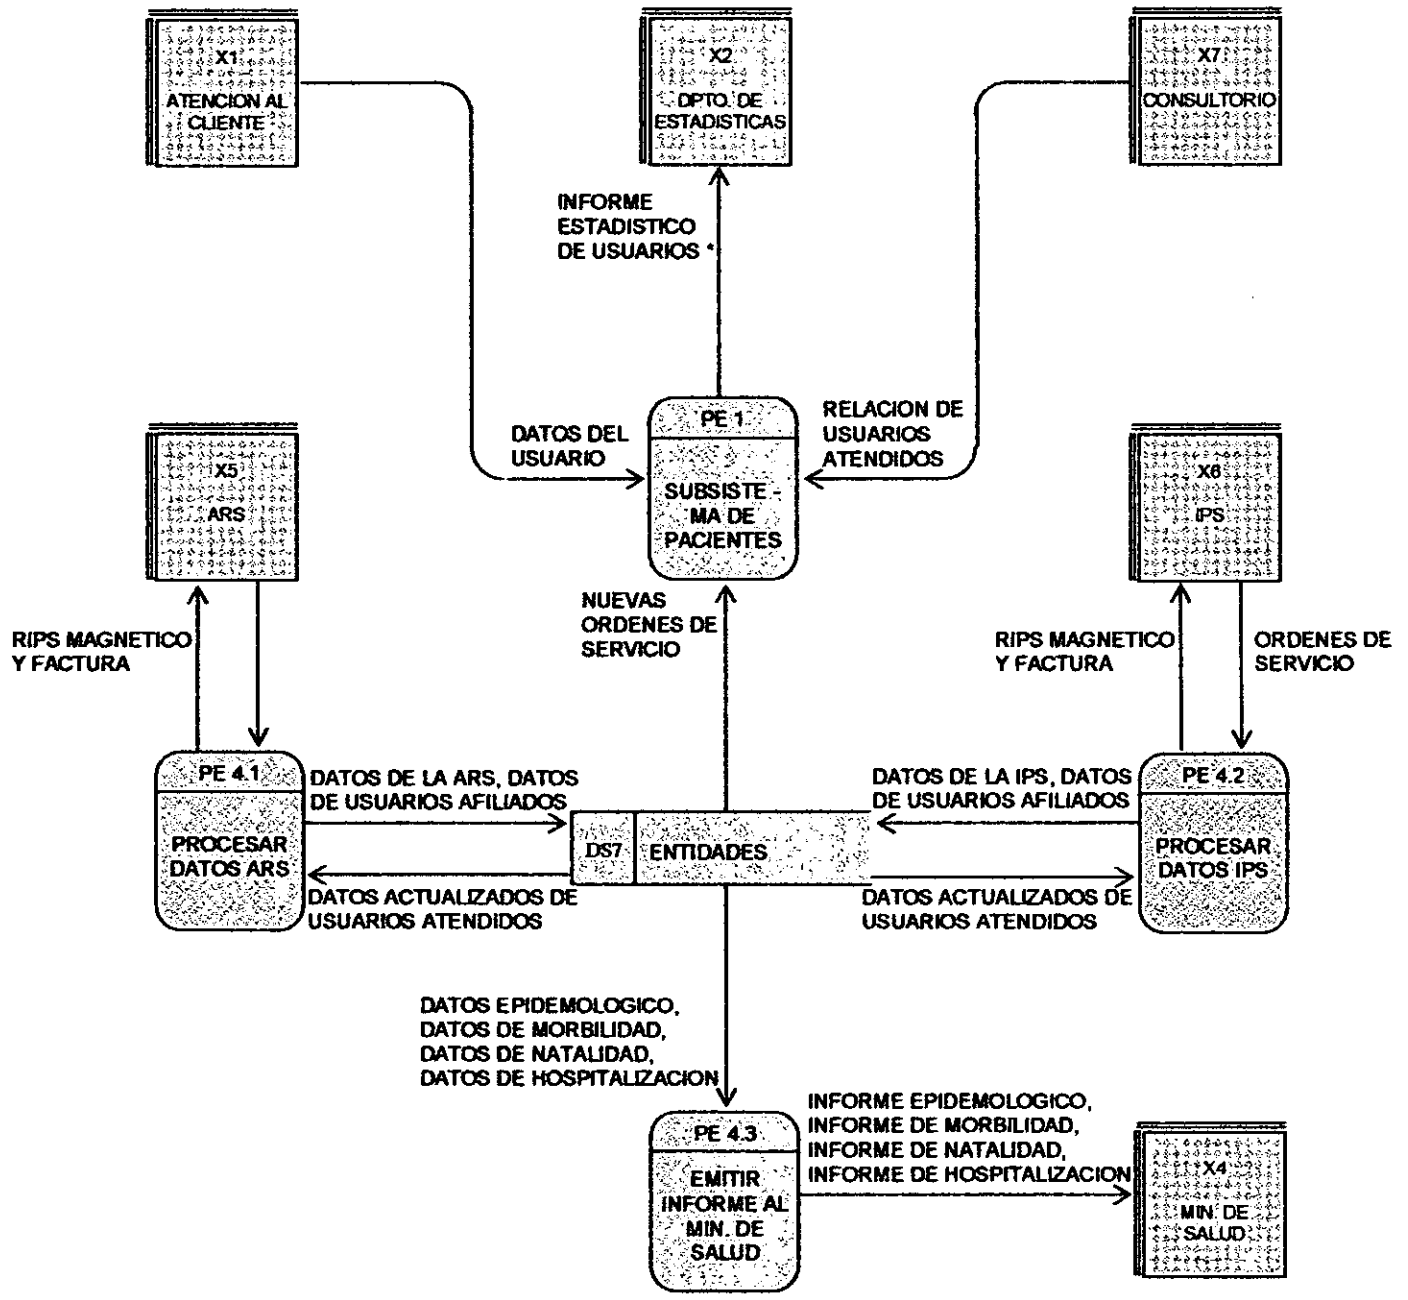 X1
ATENCION AL
CLIENTE
X2
DPTO. DE
ESTADISTICAS
X7
CONSULTORIO
INFORME
ESTADISTICO
DE USUARIOS *
DATOS DEL
USUARIO
PE 1
SUBSISTE -
MA DE
PACIENTES
RELACION DE
USUARIOS
ATENDIDOS
X5
ARS
X6
IPS
RIPS MAGNETICO
Y FACTURA
NUEVAS
ORDENES DE
SERVICIO
RIPS MAGNETICO
Y FACTURA
ORDENES DE
SERVICIO
PE 4.1
PROCESAR
DATOS ARS
DATOS DE LA ARS, DATOS
DE USUARIOS AFILIADOS
DS7
ENTIDADES
DATOS DE LA IPS, DATOS
DE USUARIOS AFILIADOS
PE 4.2
PROCESAR
DATOS IPS
DATOS ACTUALIZADOS DE
USUARIOS ATENDIDOS
DATOS ACTUALIZADOS DE
USUARIOS ATENDIDOS
DATOS EPIDEMOLOGICO,
DATOS DE MORBILIDAD,
DATOS DE NATALIDAD,
DATOS DE HOSPITALIZACION
PE 4.3
EMITIR
INFORME AL
MIN. DE
SALUD
INFORME EPIDEMOLOGICO,
INFORME DE MORBILIDAD,
INFORME DE NATALIDAD,
INFORME DE HOSPITALIZACION
X4
MIN. DE
SALUD